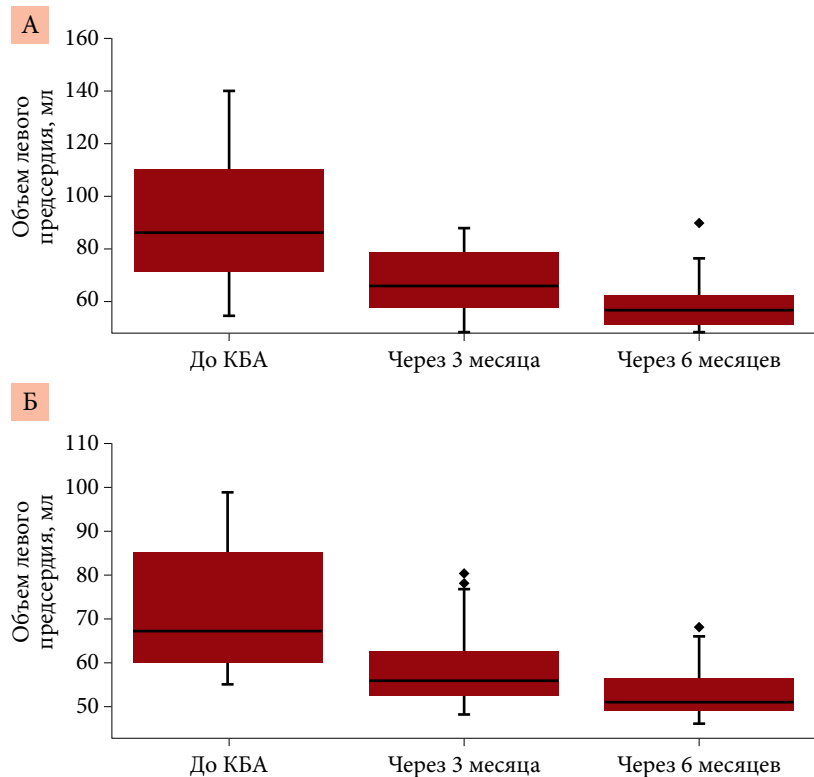 А
160
140
120
100
80
60
Объем левого
предсердия, мл
До КБА
Через 3 месяца
Через 6 месяцев
Б
110
100
90
80
70
60
50
Объем левого
предсердия, мл
До КБА
Через 3 месяца
Через 6 месяцев